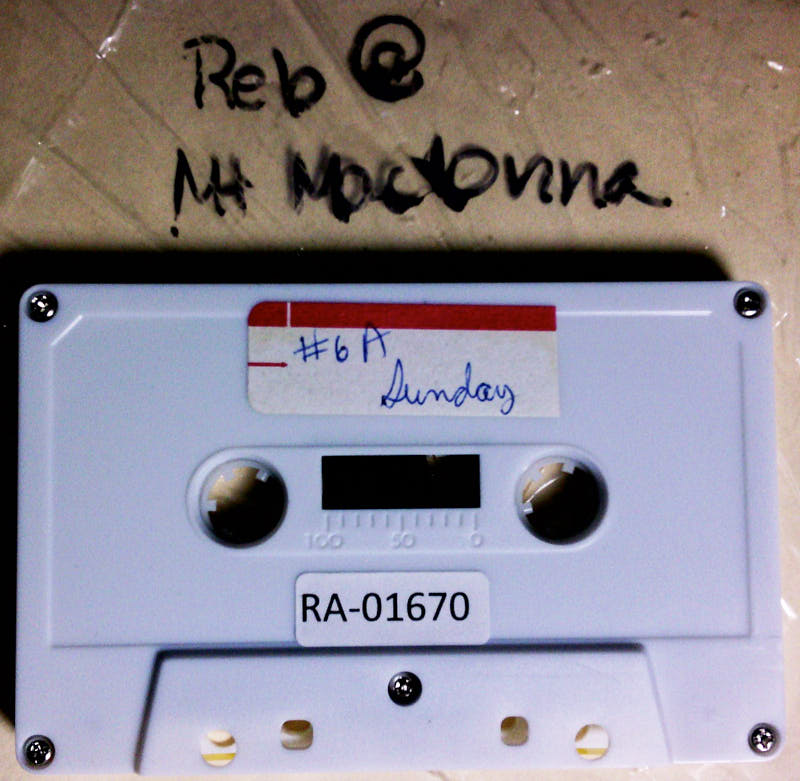 Reb @
Mt Madonna
#6 A
Sunday
100 50 0
RA-01670